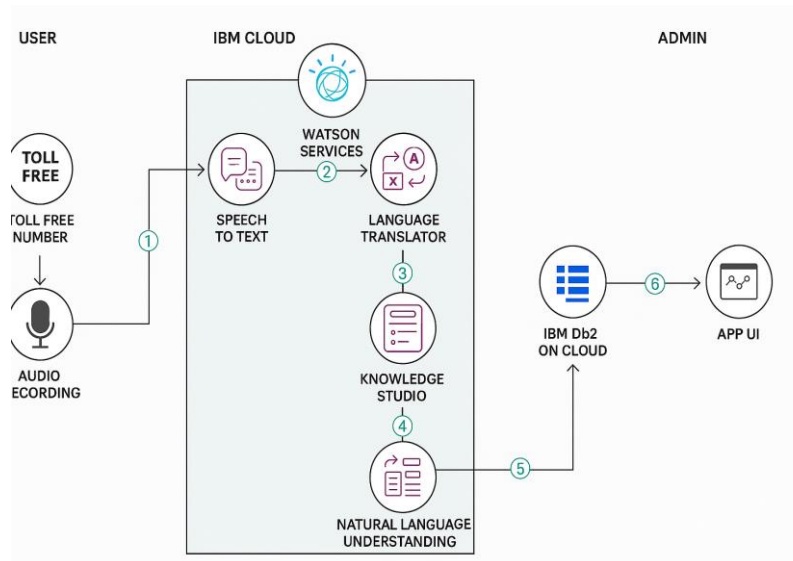 USER
IBM CLOUD
ADMIN
WATSON
SERVICES
TOLL
FREE
TOLL FREE
NUMBER
1
AUDIO
ECORDING
SPEECH
TO TEXT
2
A
X
LANGUAGE
TRANSLATOR
3
KNOWLEDGE
STUDIO
4
NATURAL LANGUAGE
UNDERSTANDING
5
IBM Db2
ON CLOUD
6
APP UI